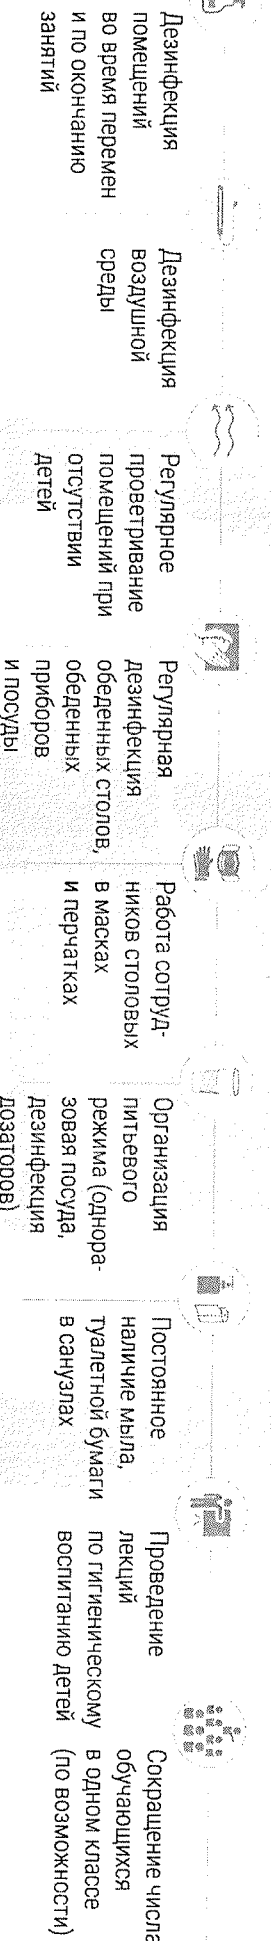 Дезинфекция
помещений
во время перемен
и по окончанию
занятий
Дезинфекция
воздушной
среды
Регулярное
проветривание
помещений при
отсутствии
детей
Регулярная
дезинфекция
обеденных столов,
обеденных
приборов
и посуды
Работа сотруд-
ников столовых
в масках
и перчатках
Организация
питьевого
режима (однора-
зовая посуда,
дезинфекция
дозаторов)
Постоянное
наличие мыла,
туалетной бумаги
в санузлах
Проведение
лекций
по гигиеническому
воспитанию детей
Сокращение числа
обучающихся
в одном классе
(по возможности)